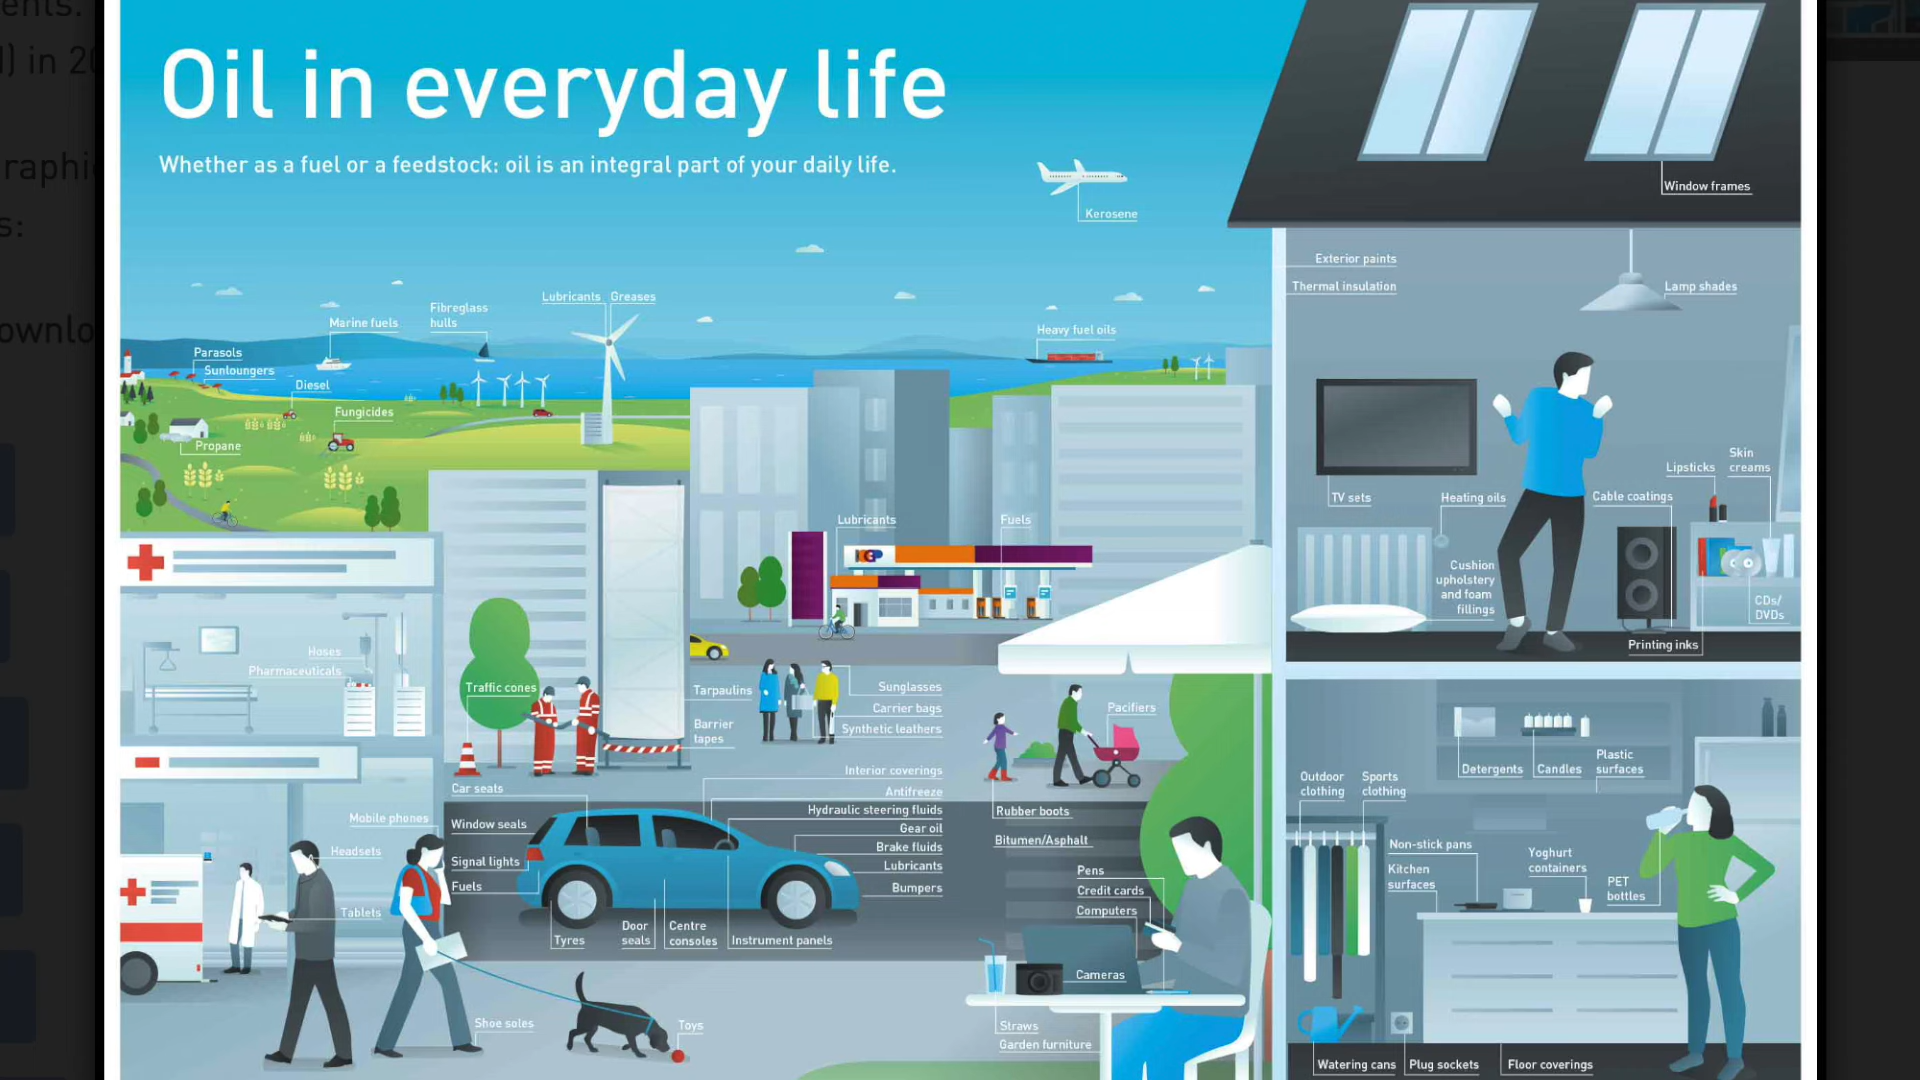 ents.
l) in 20
raphi
s:
ownlo
Oil in everyday life
Whether as a fuel or a feedstock: oil is an integral part of your daily life.
Kerosene
Window frames
Exterior paints
Thermal insulation
Lamp shades
Lubricants
Greases
Fibreglass
hulls
Marine fuels
Heavy fuel oils
Parasols
Sunloungers
Diesel
Fungicides
Propane
TV sets
Heating oils
Cable coatings
Lipsticks
Skin
creams
Cushion
upholstery
and foam
fillings
CDs/
DVDs
Printing inks
Lubricants
Fuels
Hoses
Pharmaceuticals
Traffic cones
Tarpaulins
Barrier
tapes
Sunglasses
Carrier bags
Synthetic leathers
Pacifiers
Rubber boots
Bitumen/Asphalt
Car seats
Window seals
Signal lights
Fuels
Interior coverings
Antifreeze
Hydraulic steering fluids
Gear oil
Brake fluids
Lubricants
Bumpers
Tyres
Door
seals
Centre
consoles
Instrument panels
Mobile phones
Headsets
Tablets
Shoe soles
Toys
Pens
Credit cards
Computers
Cameras
Straws
Garden furniture
Outdoor
clothing
Sports
clothing
Detergents
Candles
Plastic
surfaces
Non-stick pans
Kitchen
surfaces
Yoghurt
containers
PET
bottles
Watering cans
Plug sockets
Floor coverings